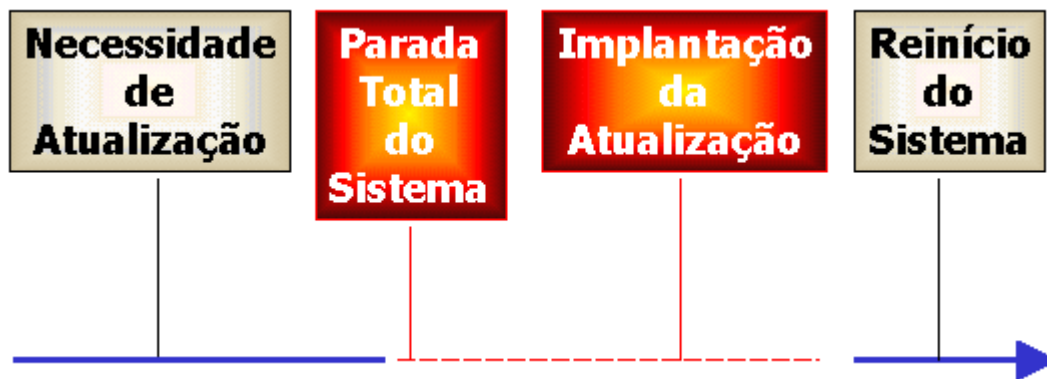 Necessidade
de
Atualização
Parada
Total
do
Sistema
Implantação
da
Atualização
Reinício
do
Sistema